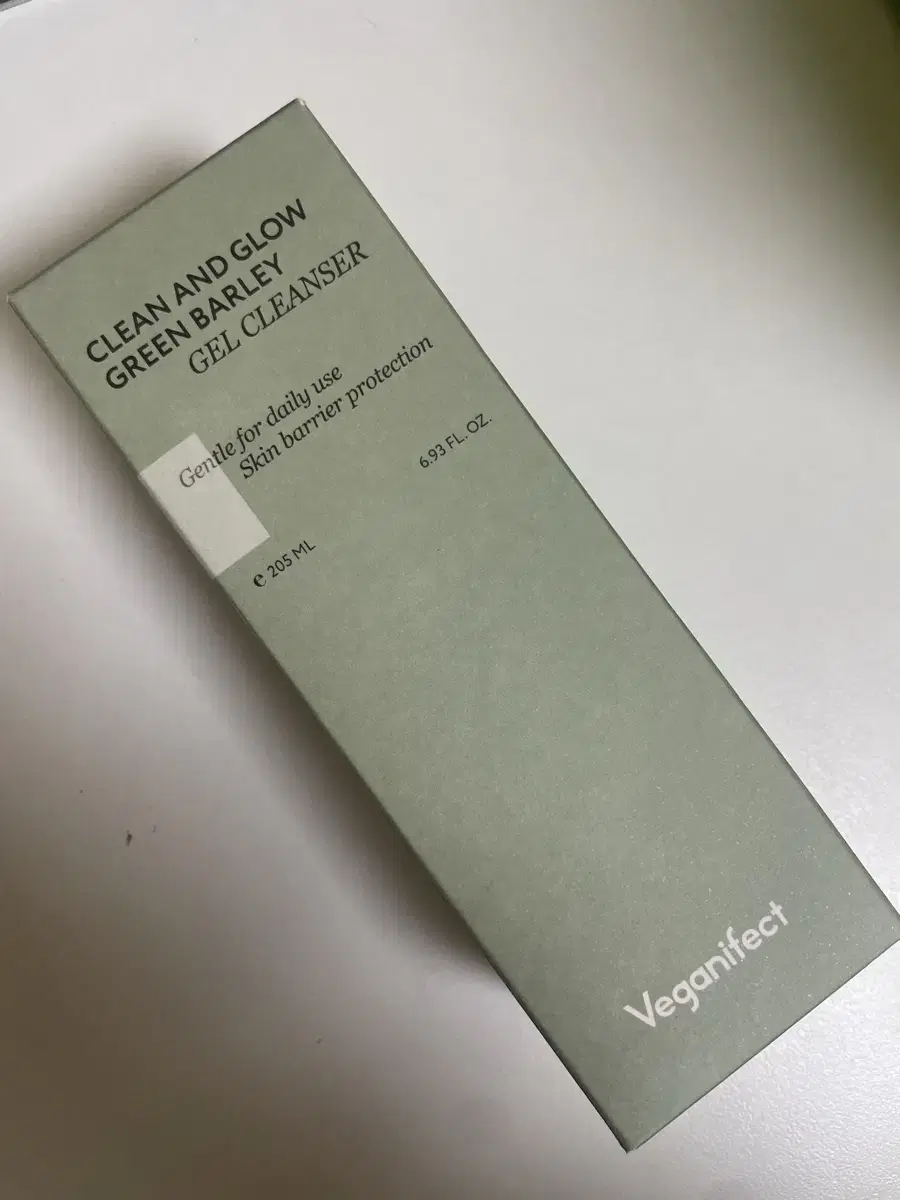 CLEAN AND GLOW
GREEN BARLEY
GEL CLEANSER
Gentle for daily use
Skin barrier protection
6.93 FL. OZ.
℮ 205 ML
Veganifect